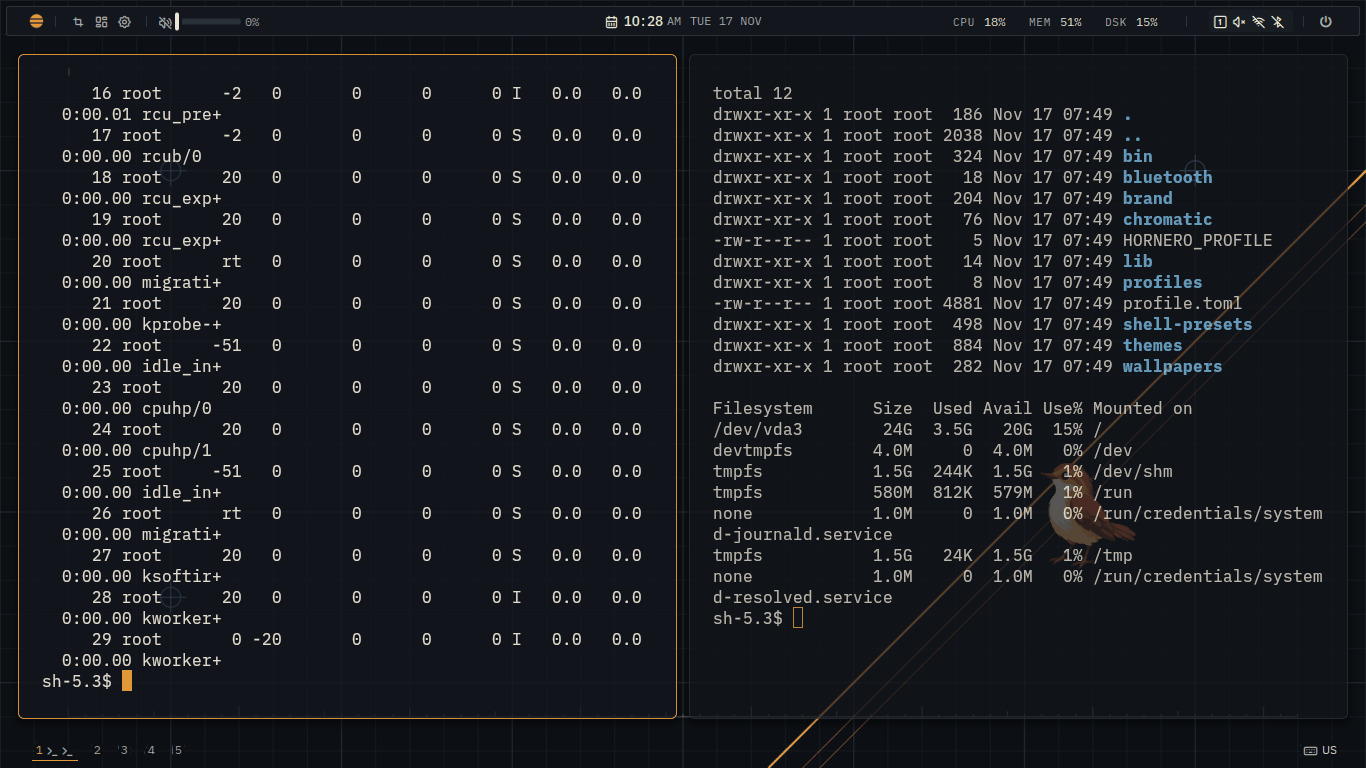 0% 10:28 AM TUE 17 NOV CPU 18% MEM 51% DSK 15% 1
16 root -2 0 0 0 0 I 0.0 0.0
0:00.01 rcu_pre+
17 root -2 0 0 0 0 S 0.0 0.0
0:00.00 rcub/0
18 root 20 0 0 0 0 S 0.0 0.0
0:00.00 rcu_exp+
19 root 20 0 0 0 0 S 0.0 0.0
0:00.00 rcu_exp+
20 root rt 0 0 0 0 S 0.0 0.0
0:00.00 migrati+
21 root 20 0 0 0 0 S 0.0 0.0
0:00.00 kprobe-+
22 root -51 0 0 0 0 S 0.0 0.0
0:00.00 idle_in+
23 root 20 0 0 0 0 S 0.0 0.0
0:00.00 cpuhp/0
24 root 20 0 0 0 0 S 0.0 0.0
0:00.00 cpuhp/1
25 root -51 0 0 0 0 S 0.0 0.0
0:00.00 idle_in+
26 root rt 0 0 0 0 S 0.0 0.0
0:00.00 migrati+
27 root 20 0 0 0 0 S 0.0 0.0
0:00.00 ksoftir+
28 root 20 0 0 0 0 I 0.0 0.0
0:00.00 kworker+
29 root 0 -20 0 0 0 I 0.0 0.0
0:00.00 kworker+
sh-5.3$
total 12
drwxr-xr-x 1 root root 186 Nov 17 07:49 .
drwxr-xr-x 1 root root 2038 Nov 17 07:49 ..
drwxr-xr-x 1 root root 324 Nov 17 07:49 bin
drwxr-xr-x 1 root root 18 Nov 17 07:49 bluetooth
drwxr-xr-x 1 root root 204 Nov 17 07:49 brand
drwxr-xr-x 1 root root 76 Nov 17 07:49 chromatic
-rw-r--r-- 1 root root 5 Nov 17 07:49 HORNERO_PROFILE
drwxr-xr-x 1 root root 14 Nov 17 07:49 lib
drwxr-xr-x 1 root root 8 Nov 17 07:49 profiles
-rw-r--r-- 1 root root 4881 Nov 17 07:49 profile.toml
drwxr-xr-x 1 root root 498 Nov 17 07:49 shell-presets
drwxr-xr-x 1 root root 884 Nov 17 07:49 themes
drwxr-xr-x 1 root root 282 Nov 17 07:49 wallpapers
Filesystem Size Used Avail Use% Mounted on
/dev/vda3 24G 3.5G 20G 15% /
devtmpfs 4.0M 0 4.0M 0% /dev
tmpfs 1.5G 244K 1.5G 1% /dev/shm
tmpfs 580M 812K 579M 1% /run
none 1.0M 0 1.0M 0% /run/credentials/system
d-journald.service
tmpfs 1.5G 24K 1.5G 1% /tmp
none 1.0M 0 1.0M 0% /run/credentials/system
d-resolved.service
sh-5.3$
1 2 3 4 5 US